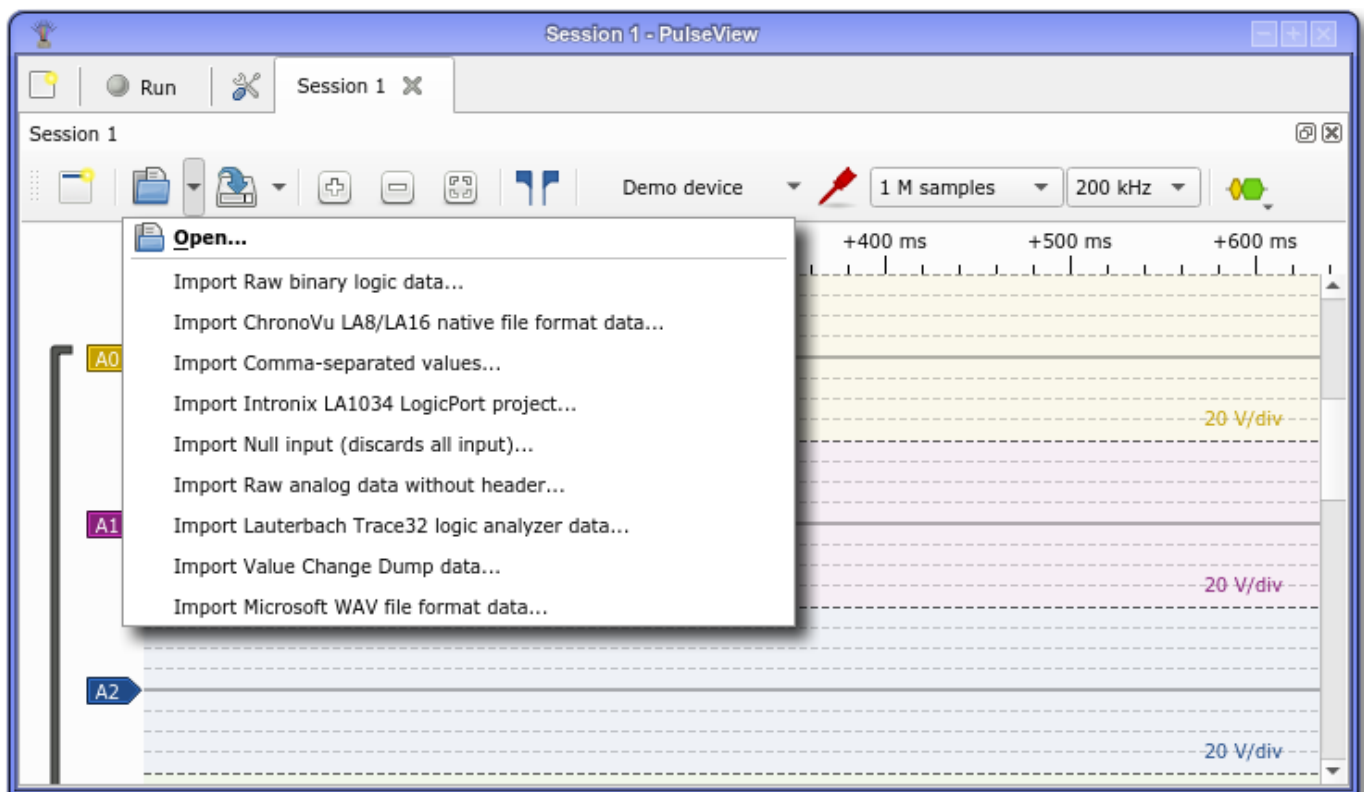 Session 1 - PulseView
Run
Session 1
Session 1
Demo device
1 M samples
200 kHz
Open...
+400 ms
+500 ms
+600 ms
Import Raw binary logic data...
Import ChronoVu LA8/LA16 native file format data...
Import Comma-separated values...
A0
Import Intronix LA1034 LogicPort project...
20 V/div
Import Null input (discards all input)...
Import Raw analog data without header...
Import Lauterbach Trace32 logic analyzer data...
A1
Import Value Change Dump data...
20 V/div
Import Microsoft WAV file format data...
A2
20 V/div